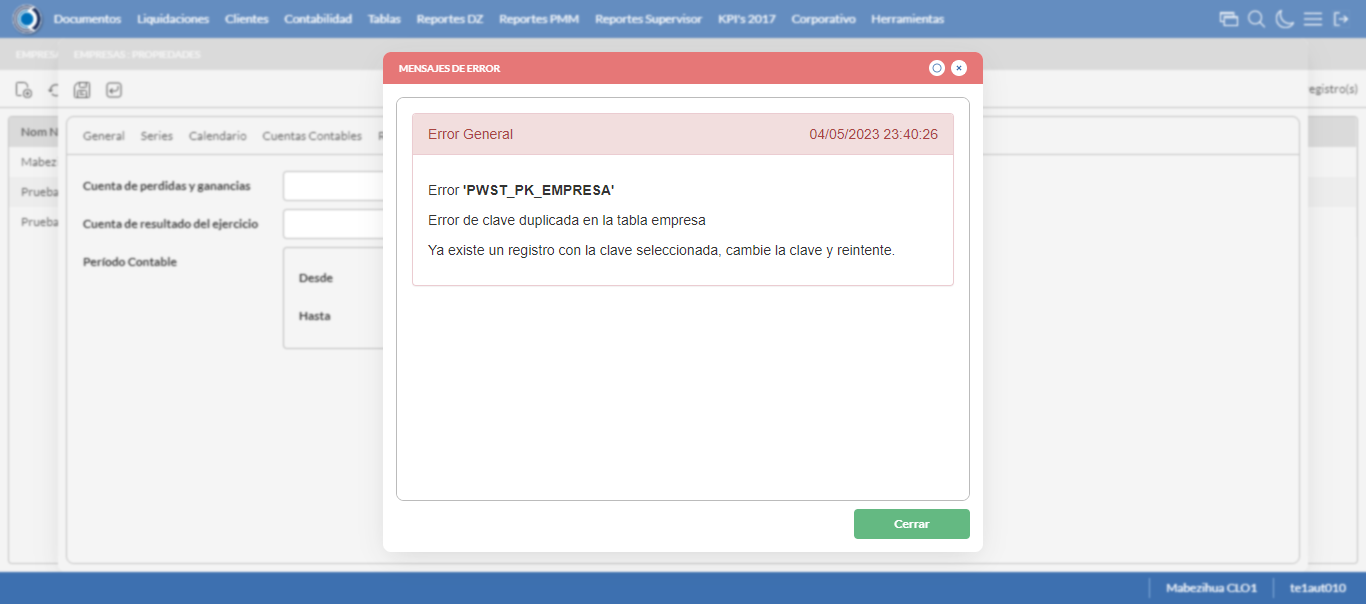 Documentos Liquidaciones Clientes Contabilidad Tablas Reportes DZ Reportes PMM Reportes Supervisor KPI's 2017 Corporativo Herramientas
EMPRESAS : PROPIEDADES
MENSAJES DE ERROR
egistro(s)
Nom N
General Series Calendario Cuentas Contables
Mabez
Prueba
Prueba
Cuenta de perdidas y ganancias
Cuenta de resultado del ejercicio
Período Contable
Desde
Hasta
Error General 04/05/2023 23:40:26
Error 'PWST_PK_EMPRESA'
Error de clave duplicada en la tabla empresa
Ya existe un registro con la clave seleccionada, cambie la clave y reintente.
Cerrar
Mabezihua CLO1 te1aut010